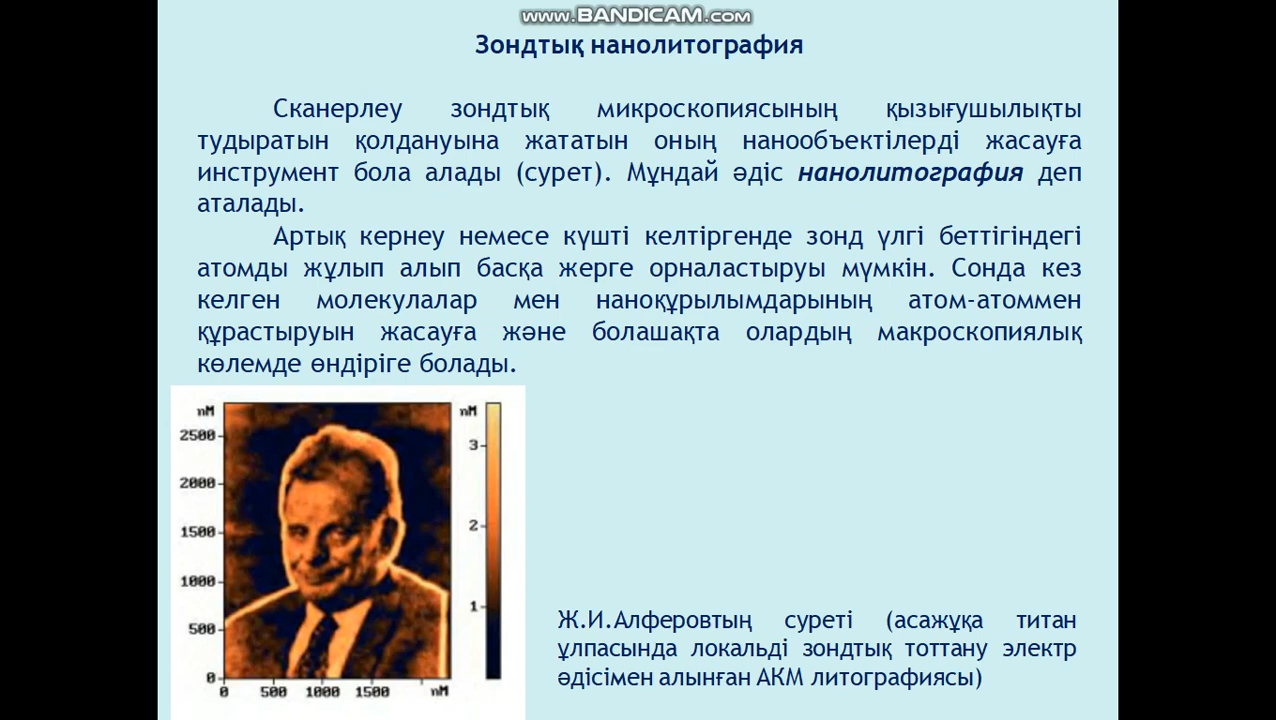 www.BANDICAM.com
Зондтық нанолитография
Сканерлеу зондтық микроскопиясының қызығушылықты
тудыратын қолдануына жататын оның нанообъектілерді жасауға
инструмент бола алады (сурет). Мұндай әдіс нанолитография деп
аталады.
Артық кернеу немесе күшті келтіргенде зонд үлгі беттігіндегі
атомды жұлып алып басқа жерге орналастыруы мүмкін. Сонда кез
келген молекулалар мен наноқұрылымдарының атом-атоммен
құрастыруын жасауға және болашақта олардың макроскопиялық
көлемде өндіріге болады.
nM
2500
2000
1500
1000
500
0
0 500 1000 1500 nM
nM
3
2
1
Ж.И.Алферовтың суреті (асажұқа титан
ұлпасында локальді зондтық тоттану электр
әдісімен алынған АКМ литографиясы)